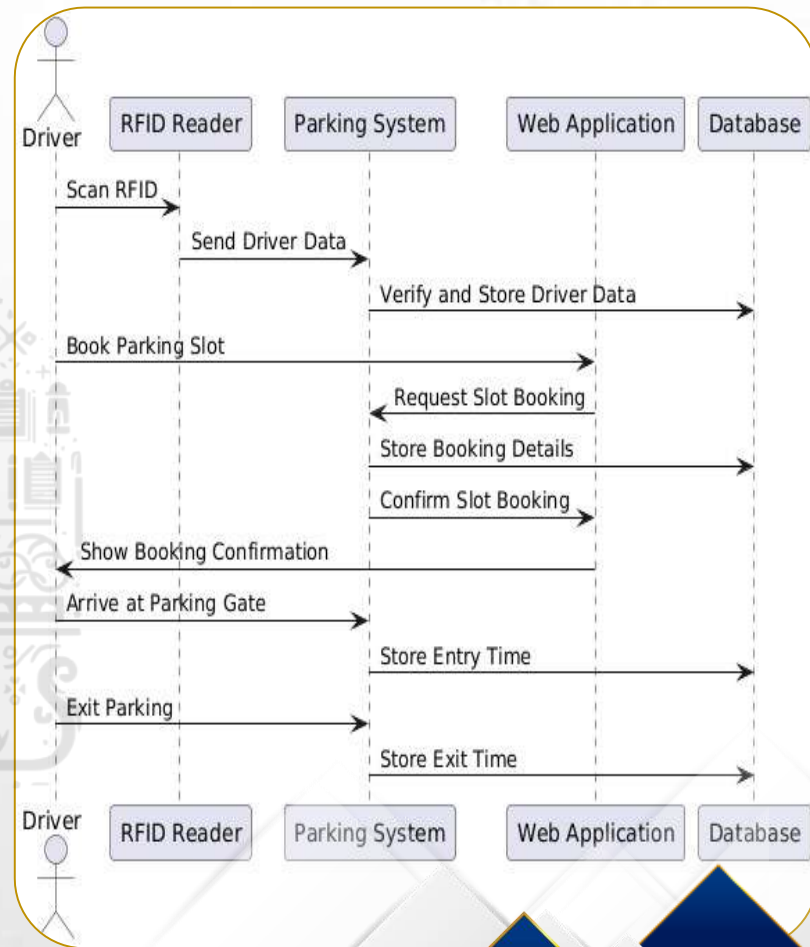 Driver
RFID Reader
Parking System
Web Application
Database
Scan RFID
Send Driver Data
Verify and Store Driver Data
Book Parking Slot
Request Slot Booking
Store Booking Details
Confirm Slot Booking
Show Booking Confirmation
Arrive at Parking Gate
Store Entry Time
Exit Parking
Store Exit Time
Driver
RFID Reader
Parking System
Web Application
Database